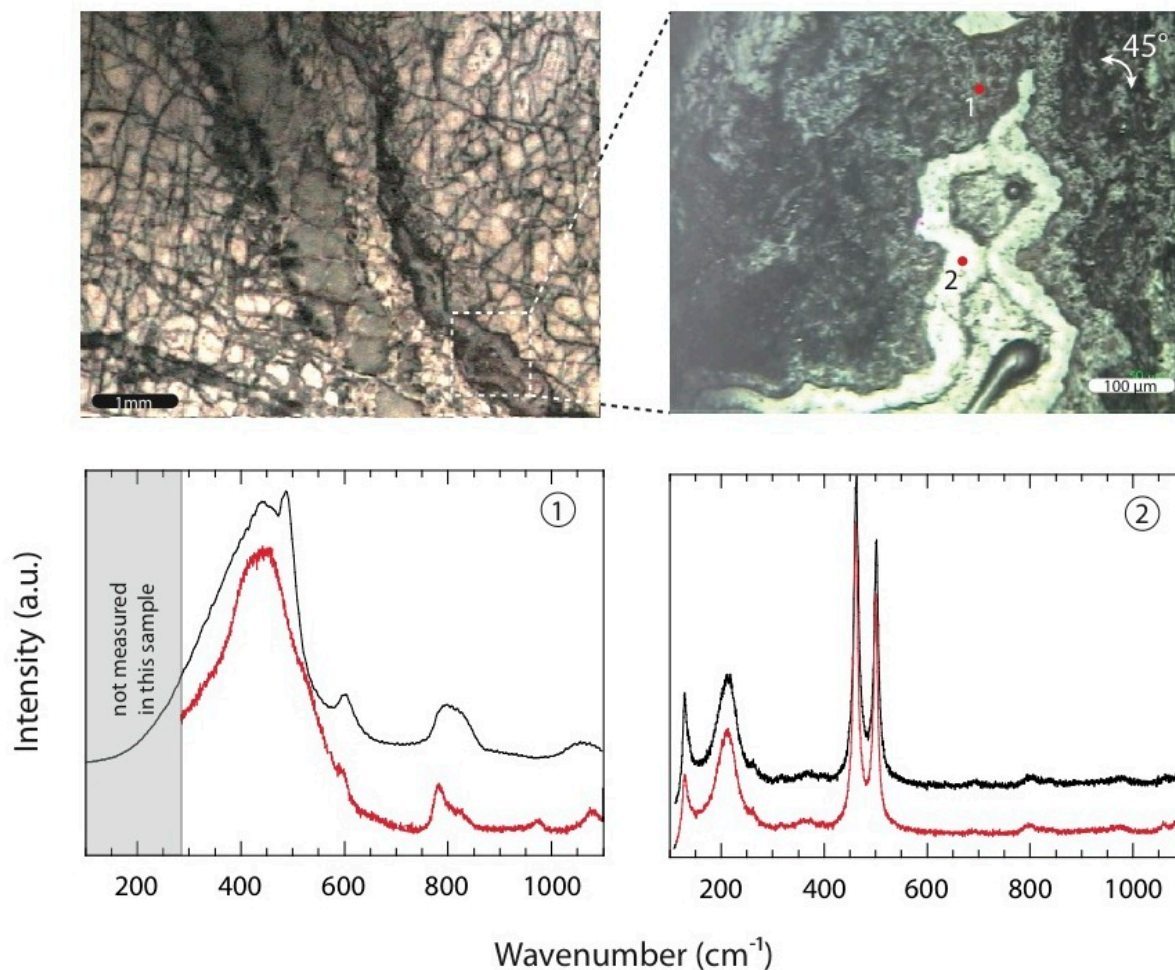 45°
1
2
1mm
100 μm
Intensity (a.u.)
not measured
in this sample
1
2
200 400 600 800 1000
200 400 600 800 1000
Wavenumber (cm⁻¹)